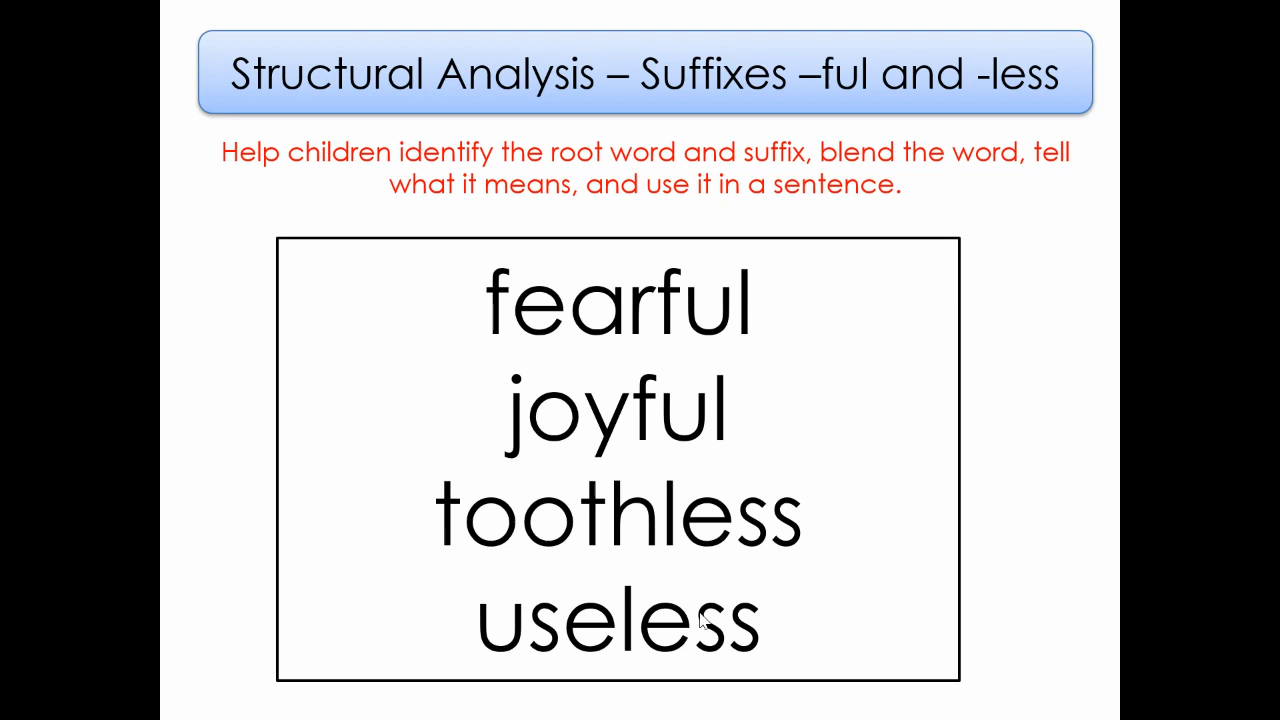 Structural Analysis – Suffixes –ful and -less
Help children identify the root word and suffix, blend the word, tell
what it means, and use it in a sentence.
fearful
joyful
toothless
useless